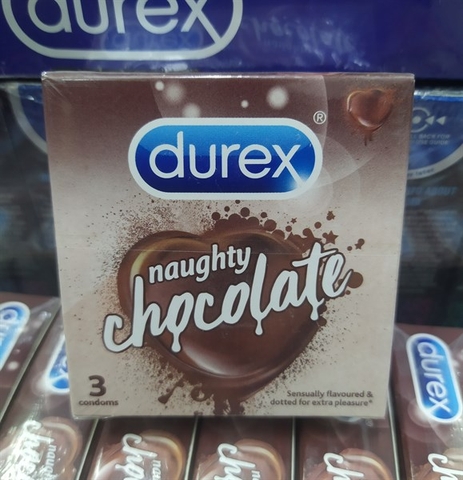 durex
durex®
naughty
chocolate
3
condoms
Sensually flavoured &
dotted for extra pleasure*
durex
durex